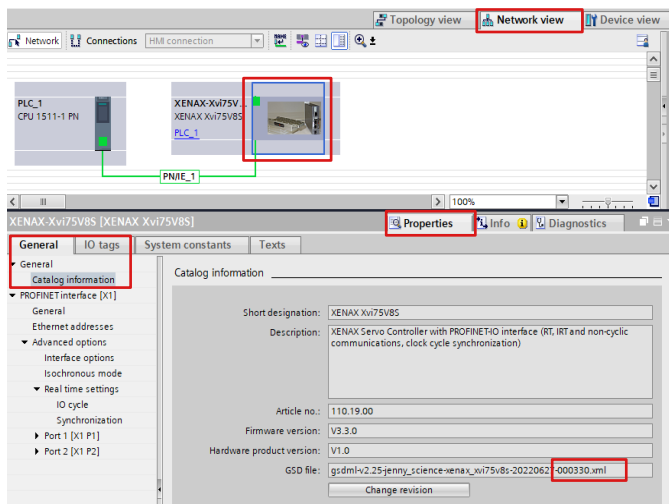 Topology view
Network view
Device view
Network
Connections
HMI connection
PLC_1
CPU 1511-1 PN
XENAX-Xvi75V...
XENAX Xvi75V8S
PLC_1
PN/IE_1
100%
XENAX-Xvi75V8S [XENAX Xvi75V8S]
Properties
Info
Diagnostics
General
IO tags
System constants
Texts
General
Catalog information
PROFINET interface [X1]
General
Ethernet addresses
Advanced options
Interface options
Isochronous mode
Real time settings
IO cycle
Synchronization
Port 1 [X1 P1]
Port 2 [X1 P2]
Catalog information
Short designation: XENAX Xvi75V8S
Description: XENAX Servo Controller with PROFINET-IO interface (RT, IRT and non-cyclic
communications, clock cycle synchronization)
Article no.: 110.19.00
Firmware version: V3.3.0
Hardware product version: V1.0
GSD file: gsdml-v2.25-jenny_science-xenax_xvi75v8s-20220627-000330.xml
Change revision